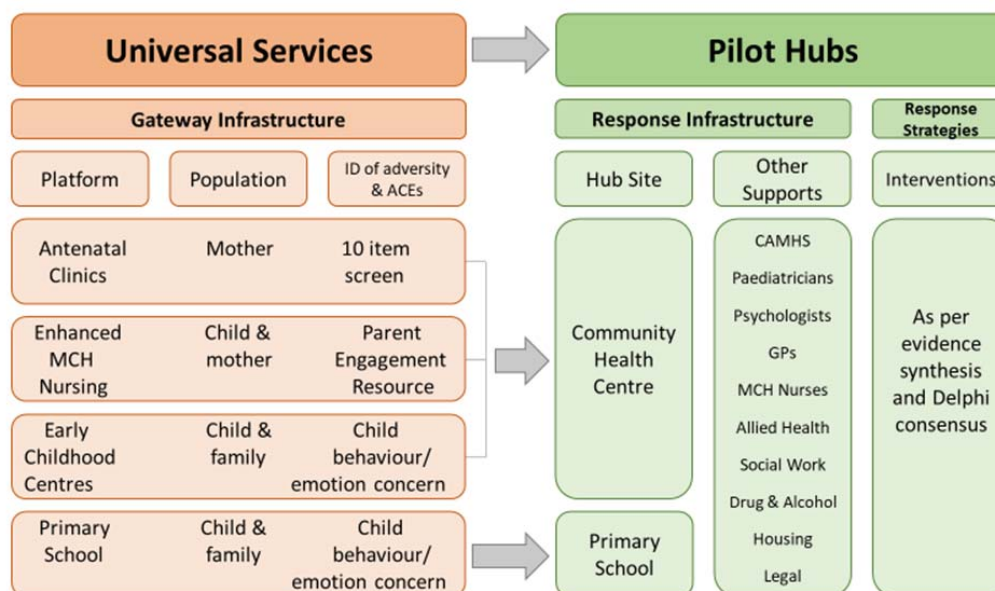 Universal Services
Pilot Hubs
Gateway Infrastructure
Response Infrastructure
Response
Strategies
Platform
Population
ID of adversity
& ACEs
Hub Site
Other
Supports
Interventions
Antenatal
Clinics
Mother
10 item
screen
Enhanced
MCH
Nursing
Child &
mother
Parent
Engagement
Resource
Early
Childhood
Centres
Child &
family
Child
behaviour/
emotion concern
Primary
School
Child &
family
Child
behaviour/
emotion concern
Community
Health
Centre
Primary
School
CAMHS
Paediatricians
Psychologists
GPs
MCH Nurses
Allied Health
Social Work
Drug & Alcohol
Housing
Legal
As per
evidence
synthesis
and Delphi
consensus